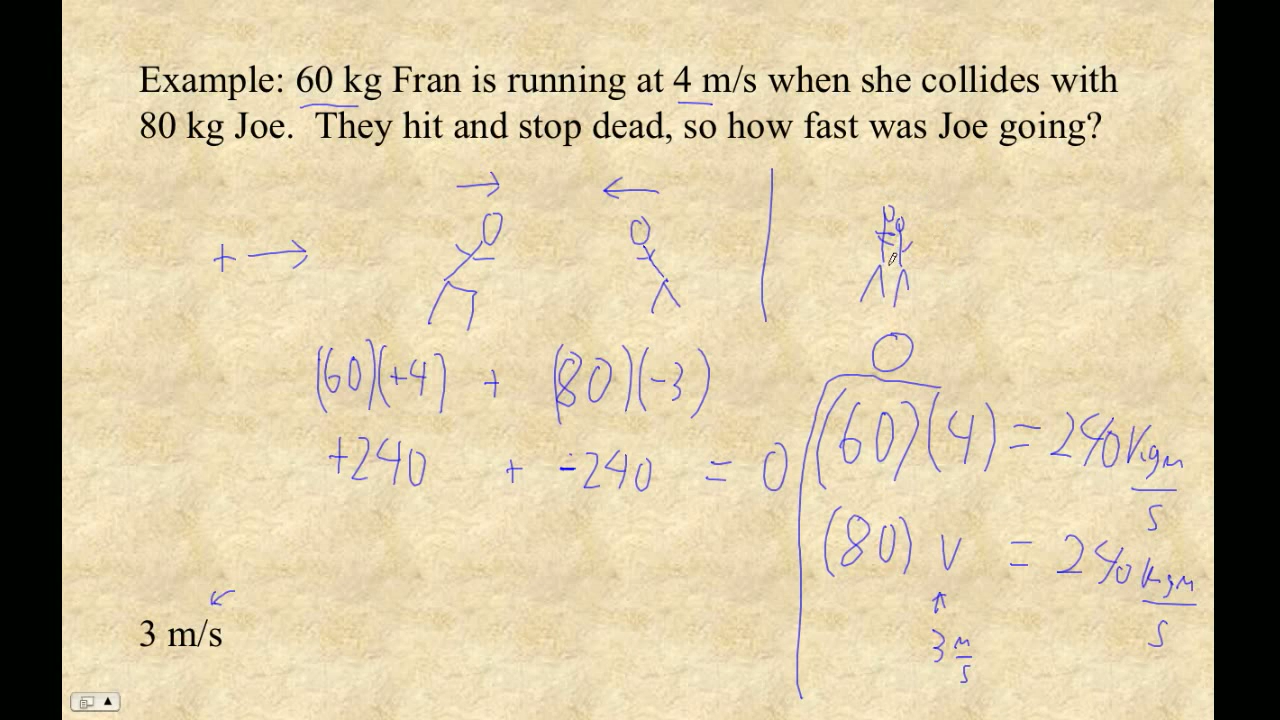 Example: 60 kg Fran is running at 4 m/s when she collides with
80 kg Joe.  They hit and stop dead, so how fast was Joe going?
+
(60)(+4) + (80)(-3)
0
+240 + -240 = 0
(60)(4) = 240 kgm/s
(80) v = 240 kgm/s
3 m/s
3 m/s